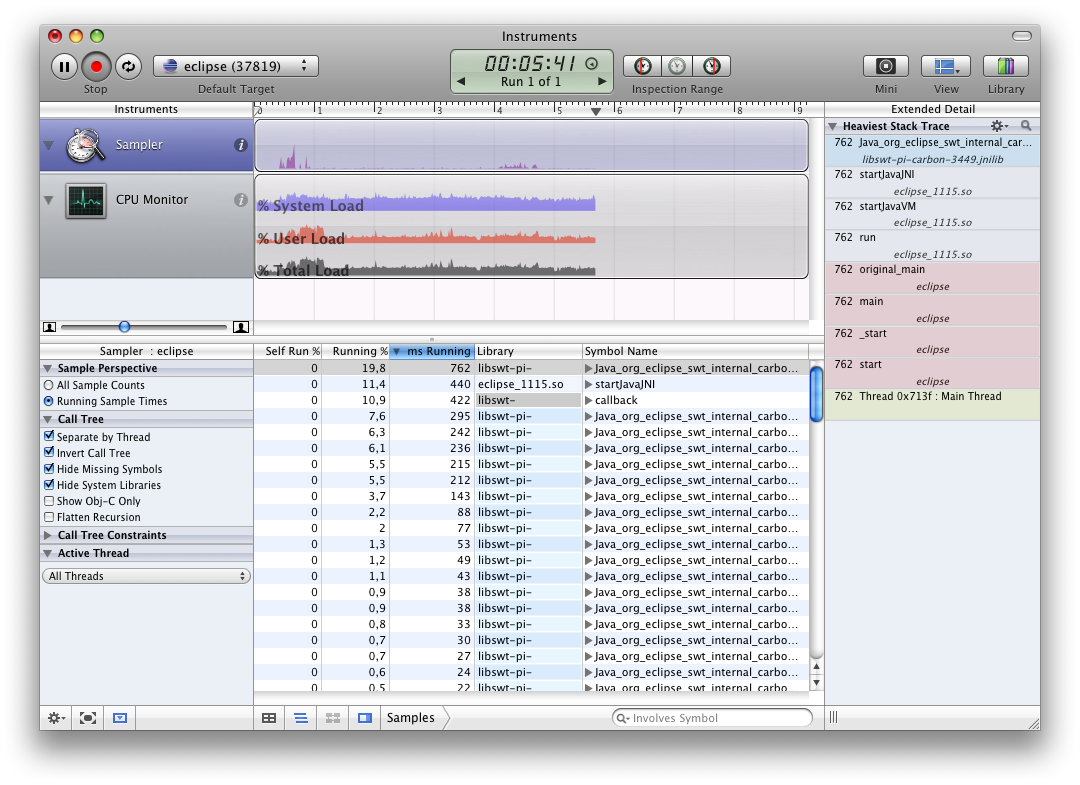 Instruments
eclipse (37819)
00:05:41
Run 1 of 1
Stop
Default Target
Inspection Range
Mini
View
Library
Instruments
0 1 2 3 4 5 6 7 8 9
Extended Detail
Sampler
CPU Monitor
% System Load
% User Load
% Total Load
Heaviest Stack Trace
762 Java_org_eclipse_swt_internal_car...
libswt-pi-carbon-3449.jnilib
762 startJavaJNI
eclipse_1115.so
762 startJavaVM
eclipse_1115.so
762 run
eclipse_1115.so
762 original_main
eclipse
762 main
eclipse
762 _start
eclipse
762 start
eclipse
762 Thread 0x713f : Main Thread
Sampler : eclipse
Sample Perspective
All Sample Counts
Running Sample Times
Call Tree
Separate by Thread
Invert Call Tree
Hide Missing Symbols
Hide System Libraries
Show Obj-C Only
Flatten Recursion
Call Tree Constraints
Active Thread
All Threads
Self Run % Running % ms Running Library Symbol Name
0 19,8 762 libswt-pi- Java_org_eclipse_swt_internal_carbo...
0 11,4 440 eclipse_1115.so startJavaJNI
0 10,9 422 libswt- callback
0 7,6 295 libswt-pi- Java_org_eclipse_swt_internal_carbo...
0 6,3 242 libswt-pi- Java_org_eclipse_swt_internal_carbo...
0 6,1 236 libswt-pi- Java_org_eclipse_swt_internal_carbo...
0 5,5 215 libswt-pi- Java_org_eclipse_swt_internal_carbo...
0 5,5 212 libswt-pi- Java_org_eclipse_swt_internal_carbo...
0 3,7 143 libswt-pi- Java_org_eclipse_swt_internal_carbo...
0 2,2 88 libswt-pi- Java_org_eclipse_swt_internal_carbo...
0 2 77 libswt-pi- Java_org_eclipse_swt_internal_carbo...
0 1,3 53 libswt-pi- Java_org_eclipse_swt_internal_carbo...
0 1,2 49 libswt-pi- Java_org_eclipse_swt_internal_carbo...
0 1,1 43 libswt-pi- Java_org_eclipse_swt_internal_carbo...
0 0,9 38 libswt-pi- Java_org_eclipse_swt_internal_carbo...
0 0,9 38 libswt-pi- Java_org_eclipse_swt_internal_carbo...
0 0,8 33 libswt-pi- Java_org_eclipse_swt_internal_carbo...
0 0,7 30 libswt-pi- Java_org_eclipse_swt_internal_carbo...
0 0,7 27 libswt-pi- Java_org_eclipse_swt_internal_carbo...
0 0,6 24 libswt-pi- Java_org_eclipse_swt_internal_carbo...
0 0,5 22 libswt-pi- Java_org_eclipse_swt_internal_carbo
Samples
Involves Symbol